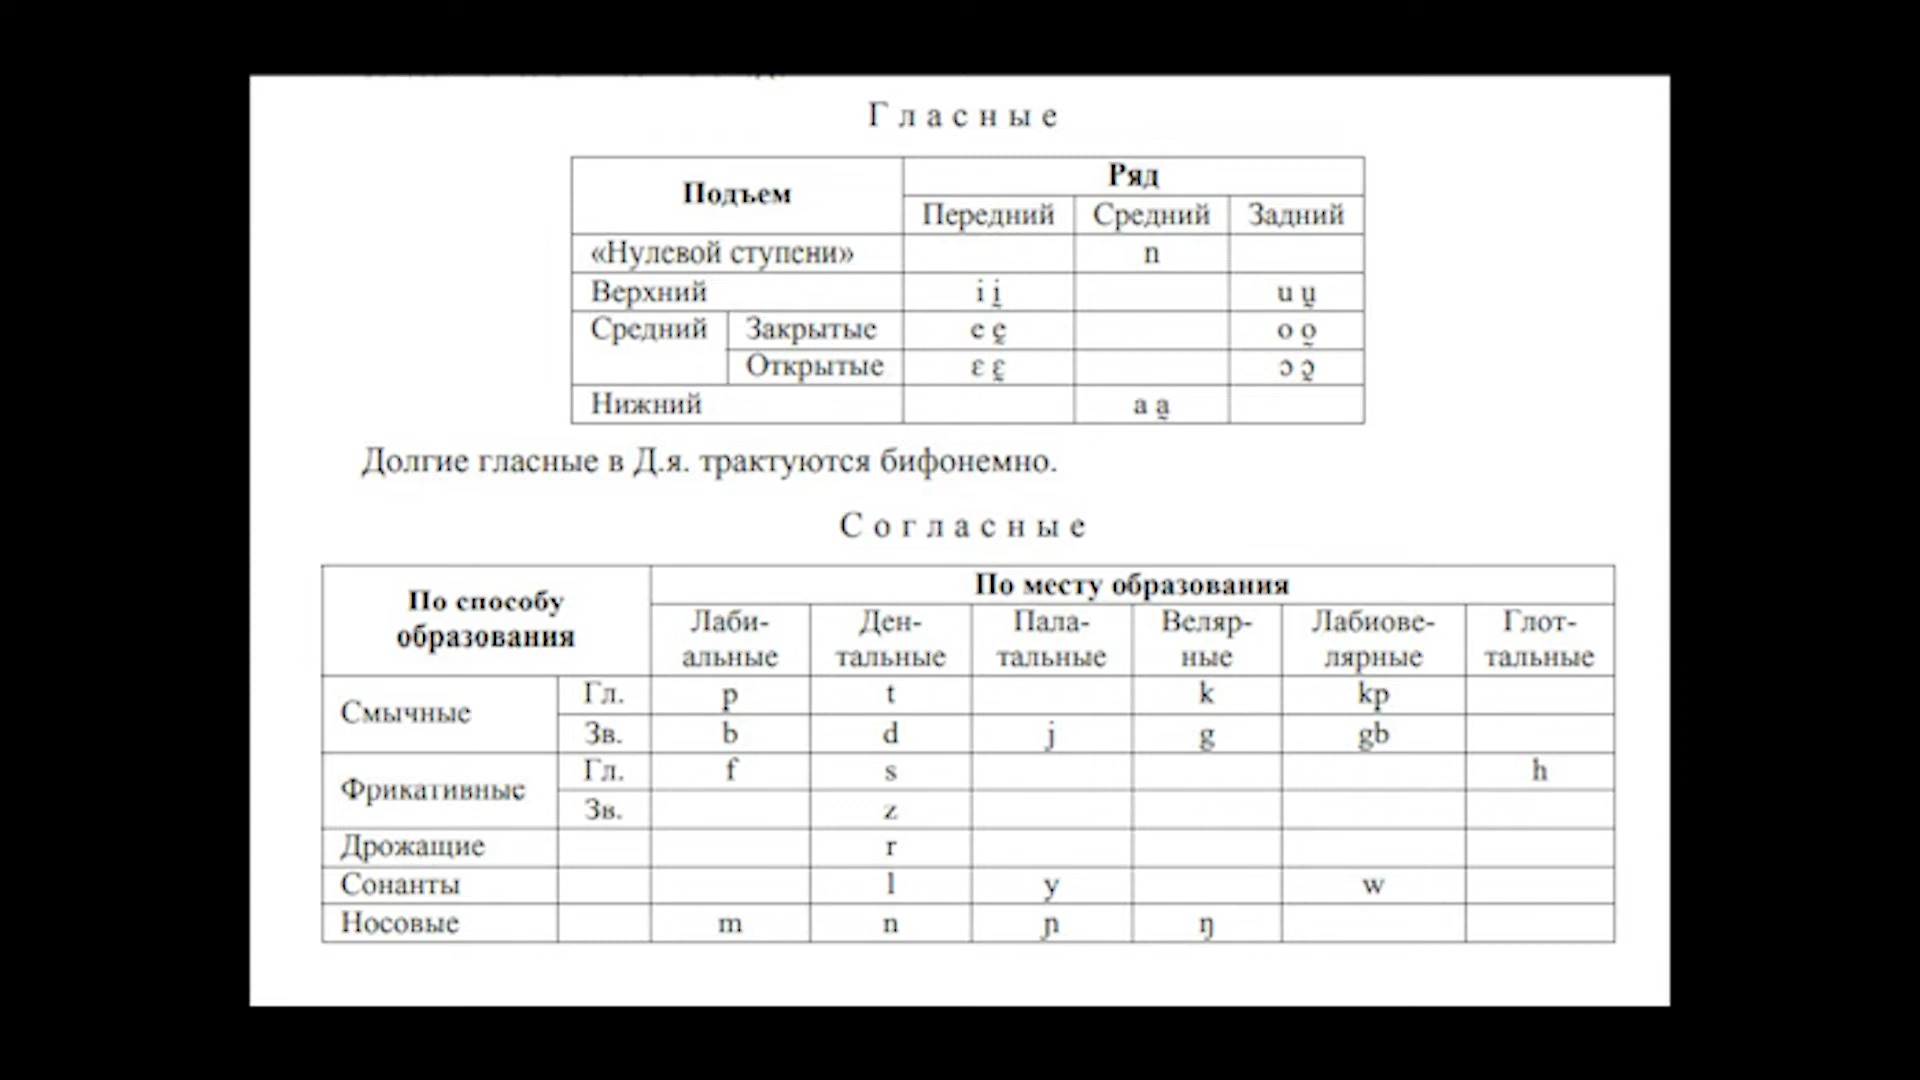 Гласные
Подъем Ряд
Передний Средний Задний
«Нулевой ступени» n
Верхний i ḭ u ṵ
Средний Закрытые e ḛ o o̰
Открытые ɛ ɛ̰ ɔ ɔ̰
Нижний a a̰
Долгие гласные в Д.я. трактуются бифонемно.
Согласные
По способу образования По месту образования
Лаби-альные Ден-тальные Пала-тальные Веляр-ные Лабиове-лярные Глот-тальные
Смычные Гл. p t k kp
Зв. b d j g gb
Фрикативные Гл. f s h
Зв. z
Дрожащие r
Сонанты l y w
Носовые m n ɲ ŋ